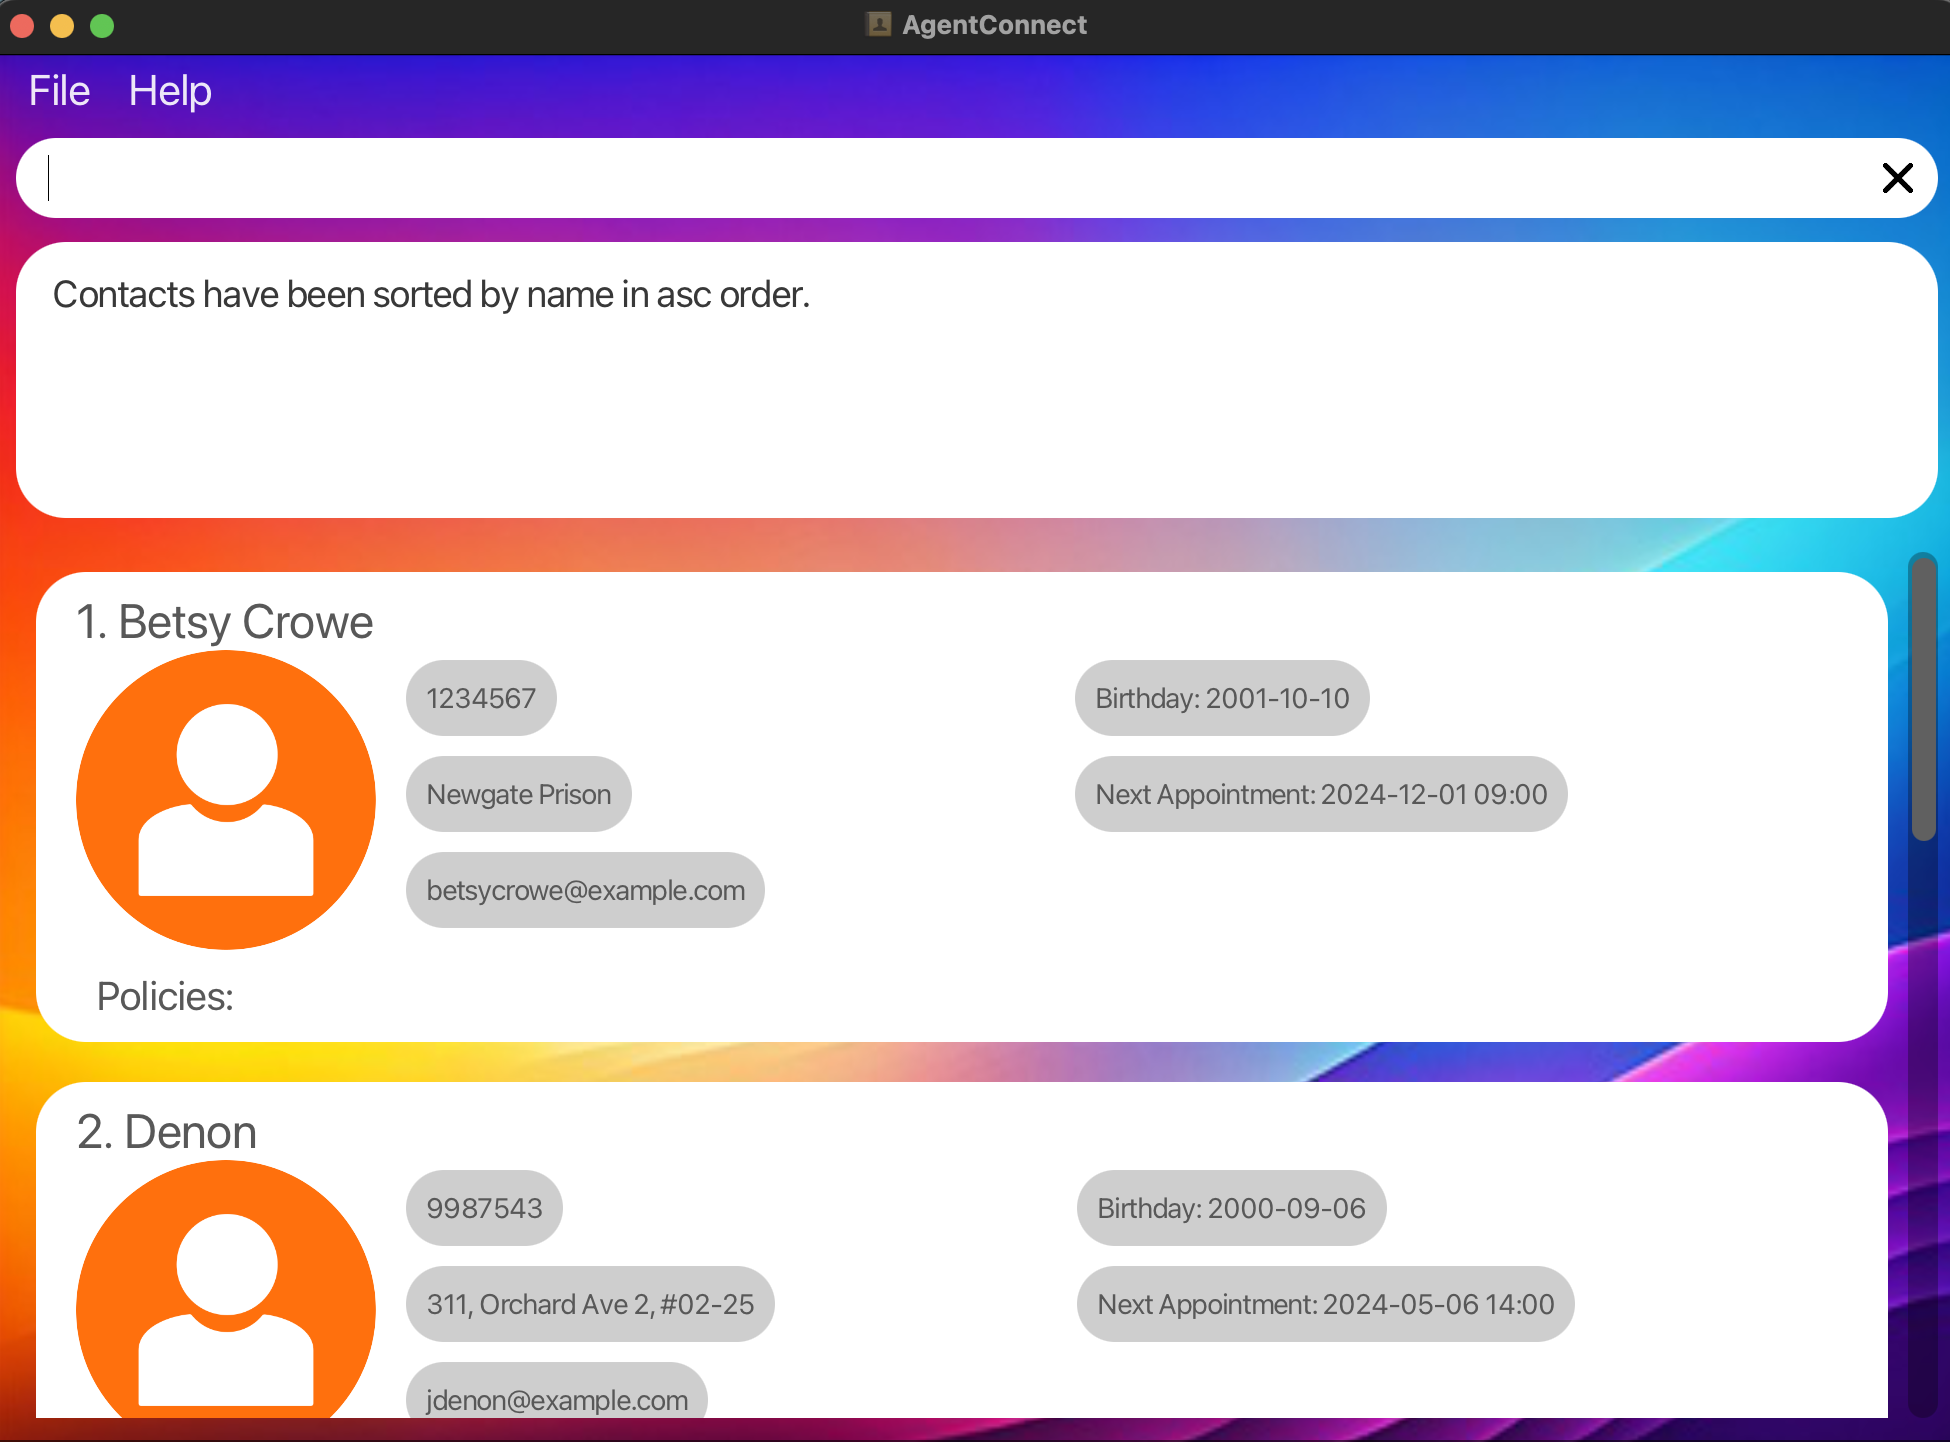 AgentConnect
File Help
Contacts have been sorted by name in asc order.
1. Betsy Crowe
1234567
Birthday: 2001-10-10
Newgate Prison
Next Appointment: 2024-12-01 09:00
betsycrowe@example.com
Policies:
2. Denon
9987543
Birthday: 2000-09-06
311, Orchard Ave 2, #02-25
Next Appointment: 2024-05-06 14:00
jdenon@example.com